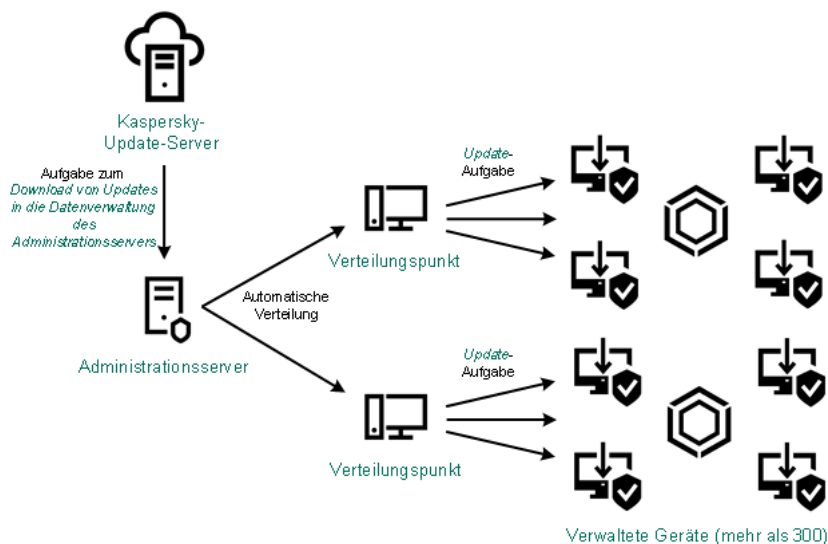 Kaspersky-
Update-Server
Aufgabe zum
Download von Updates
in die Datenverwaltung
des
Administrationsservers
Administrationsserver
Automatische
Verteilung
Verteilungspunkt
Update-
Aufgabe
Verteilungspunkt
Update-
Aufgabe
Verwaltete Geräte (mehr als 300)